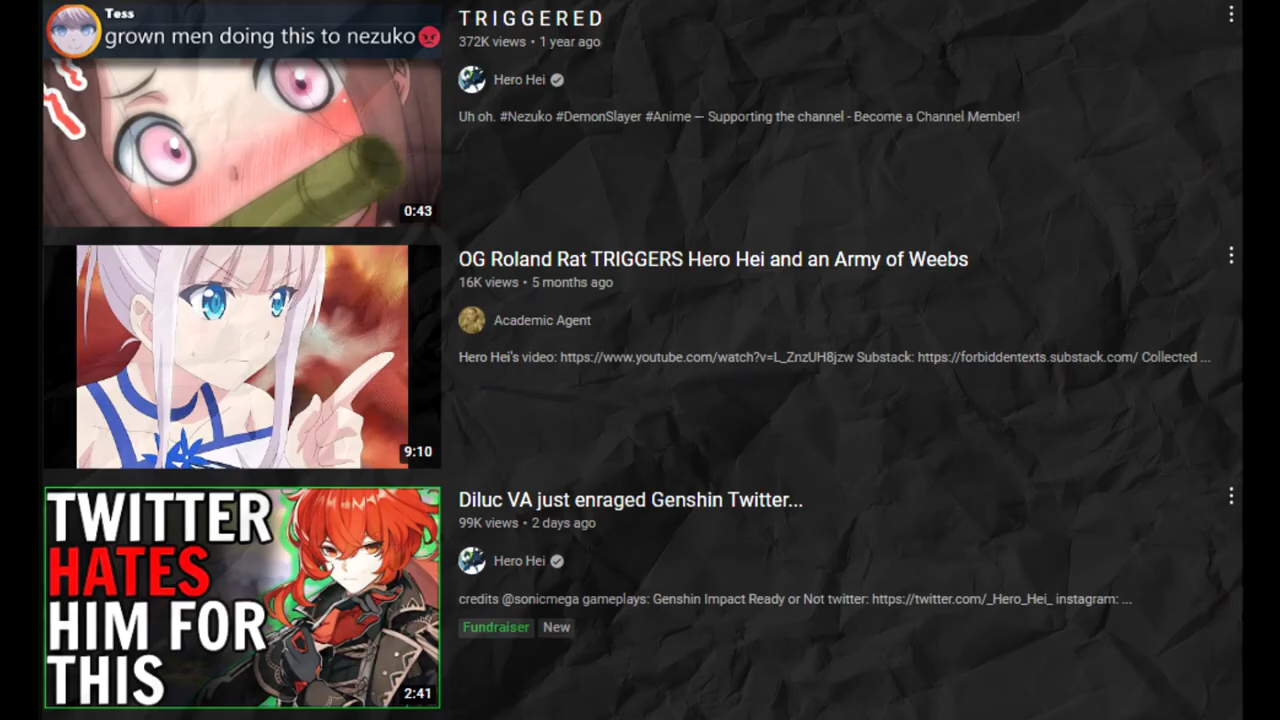 Tess
grown men doing this to nezuko
0:43
T R I G G E R E D
372K views • 1 year ago
Hero Hei
Uh oh. #Nezuko #DemonSlayer #Anime — Supporting the channel - Become a Channel Member!
9:10
OG Roland Rat TRIGGERS Hero Hei and an Army of Weebs
16K views • 5 months ago
Academic Agent
Hero Hei's video: https://www.youtube.com/watch?v=L_ZnzUH8jzw Substack: https://forbiddentexts.substack.com/ Collected ...
TWITTER
HATES
HIM FOR
THIS
2:41
Diluc VA just enraged Genshin Twitter...
99K views • 2 days ago
Hero Hei
credits @sonicmega gameplays: Genshin Impact Ready or Not twitter: https://twitter.com/_Hero_Hei_ instagram: ...
Fundraiser New